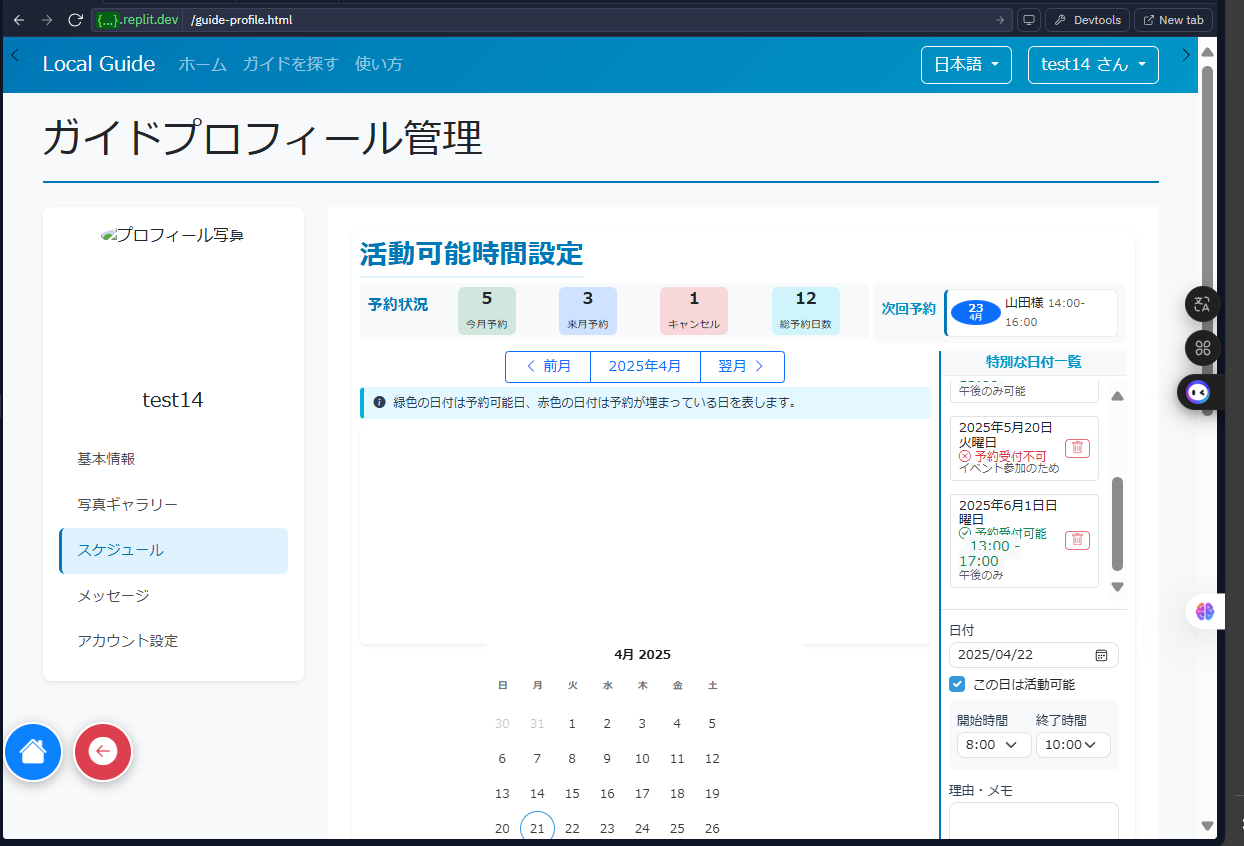 {...}.replit.dev /guide-profile.html
Devtools
New tab
Local Guide ホーム ガイドを探す 使い方
日本語
test14 さん
ガイドプロフィール管理
プロフィール写真
test14
基本情報
写真ギャラリー
スケジュール
メッセージ
アカウント設定
活動可能時間設定
予約状況
5
今月予約
3
来月予約
1
キャンセル
12
総予約日数
次回予約
23
4月
山田様 14:00-
16:00
前月
2025年4月
翌月
緑色の日付は予約可能日、赤色の日付は予約が埋まっている日を表します。
4月 2025
日 月 火 水 木 金 土
30 31 1 2 3 4 5
6 7 8 9 10 11 12
13 14 15 16 17 18 19
20 21 22 23 24 25 26
特別な日付一覧
午後のみ可能
2025年5月20日
火曜日
予約受付不可
イベント参加のため
2025年6月1日日
曜日
予約受付可能
13:00 -
17:00
午後のみ
日付
2025/04/22
この日は活動可能
開始時間 終了時間
8:00 10:00
理由・メモ